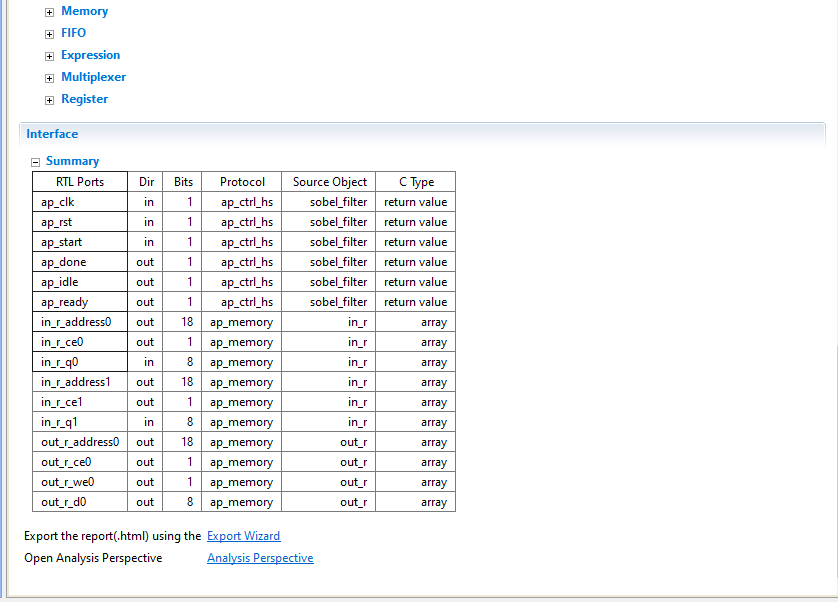 Memory
FIFO
Expression
Multiplexer
Register
Interface
Summary
RTL Ports Dir Bits Protocol Source Object C Type
ap_clk in 1 ap_ctrl_hs sobel_filter return value
ap_rst in 1 ap_ctrl_hs sobel_filter return value
ap_start in 1 ap_ctrl_hs sobel_filter return value
ap_done out 1 ap_ctrl_hs sobel_filter return value
ap_idle out 1 ap_ctrl_hs sobel_filter return value
ap_ready out 1 ap_ctrl_hs sobel_filter return value
in_r_address0 out 18 ap_memory in_r array
in_r_ce0 out 1 ap_memory in_r array
in_r_q0 in 8 ap_memory in_r array
in_r_address1 out 18 ap_memory in_r array
in_r_ce1 out 1 ap_memory in_r array
in_r_q1 in 8 ap_memory in_r array
out_r_address0 out 18 ap_memory out_r array
out_r_ce0 out 1 ap_memory out_r array
out_r_we0 out 1 ap_memory out_r array
out_r_d0 out 8 ap_memory out_r array
Export the report(.html) using the Export Wizard
Open Analysis Perspective Analysis Perspective